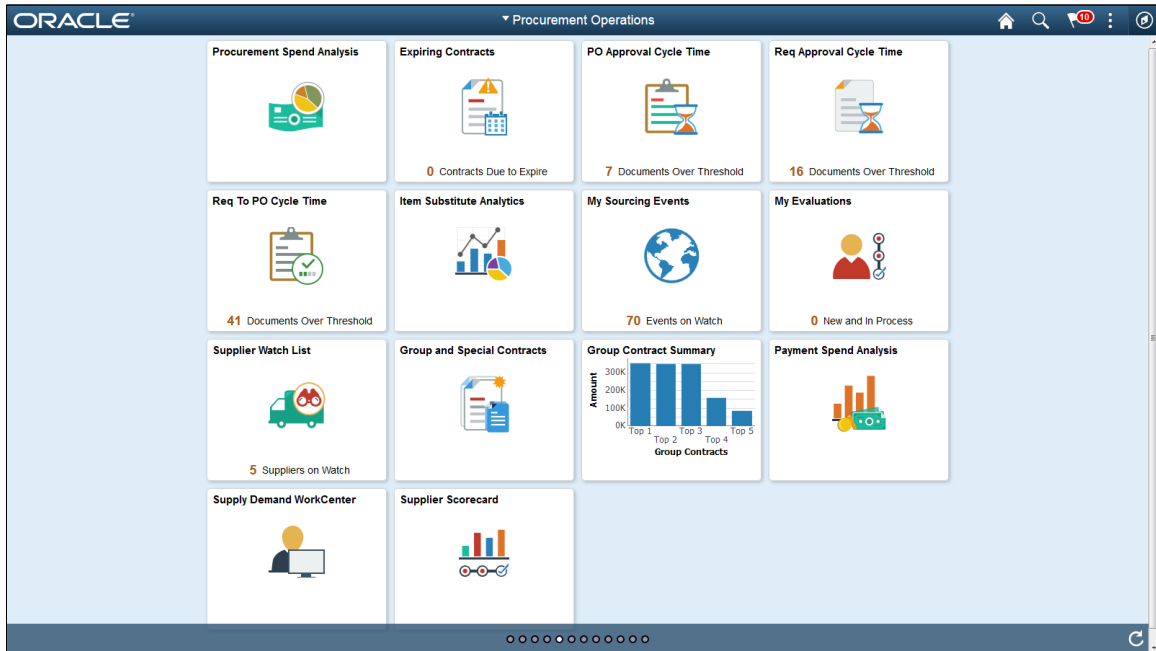 ORACLE
Procurement Operations
10
Procurement Spend Analysis
Expiring Contracts
0 Contracts Due to Expire
PO Approval Cycle Time
7 Documents Over Threshold
Req Approval Cycle Time
16 Documents Over Threshold
Req To PO Cycle Time
41 Documents Over Threshold
Item Substitute Analytics
My Sourcing Events
70 Events on Watch
My Evaluations
0 New and In Process
Supplier Watch List
5 Suppliers on Watch
Group and Special Contracts
Group Contract Summary
Amount
300K
200K
100K
0K
Top 1
Top 2
Top 3
Top 4
Top 5
Group Contracts
Payment Spend Analysis
Supply Demand WorkCenter
Supplier Scorecard